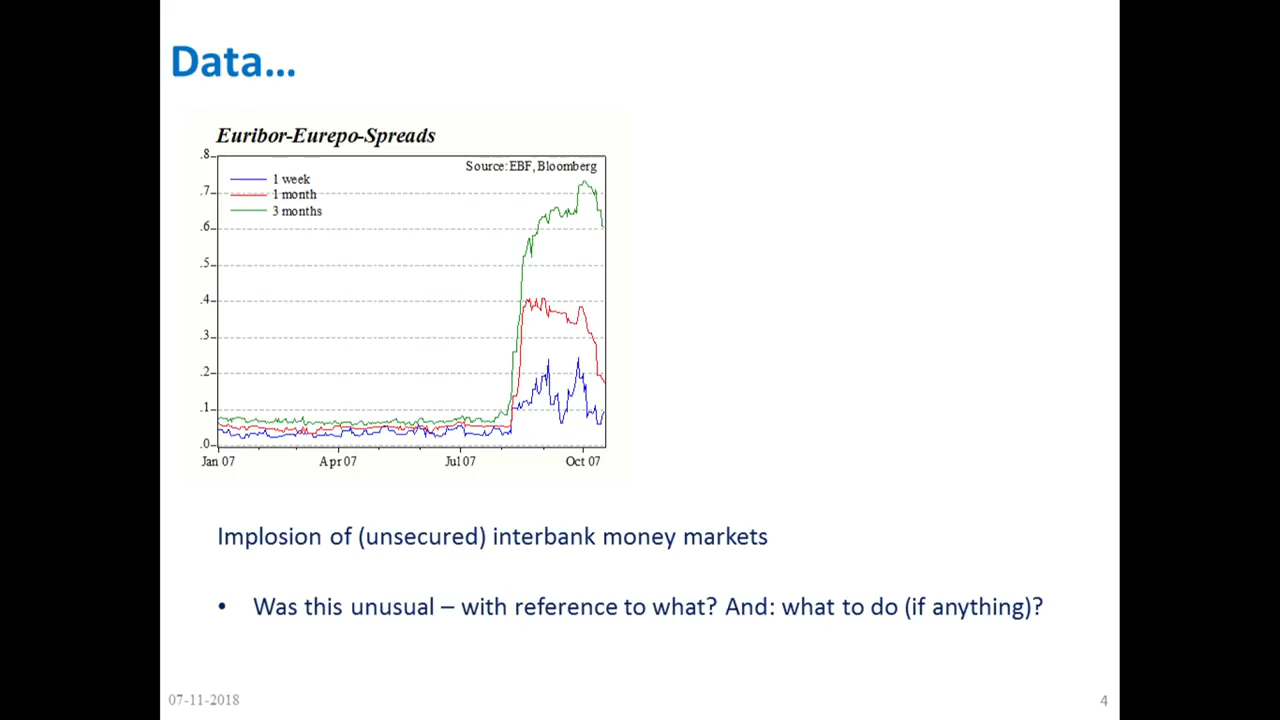 Data...
Euribor-Eurepo-Spreads
Source: EBF, Bloomberg
1 week
1 month
3 months
.8
.7
.6
.5
.4
.3
.2
.1
.0
Jan 07 Apr 07 Jul 07 Oct 07
Implosion of (unsecured) interbank money markets
• Was this unusual – with reference to what? And: what to do (if anything)?
07-11-2018 4